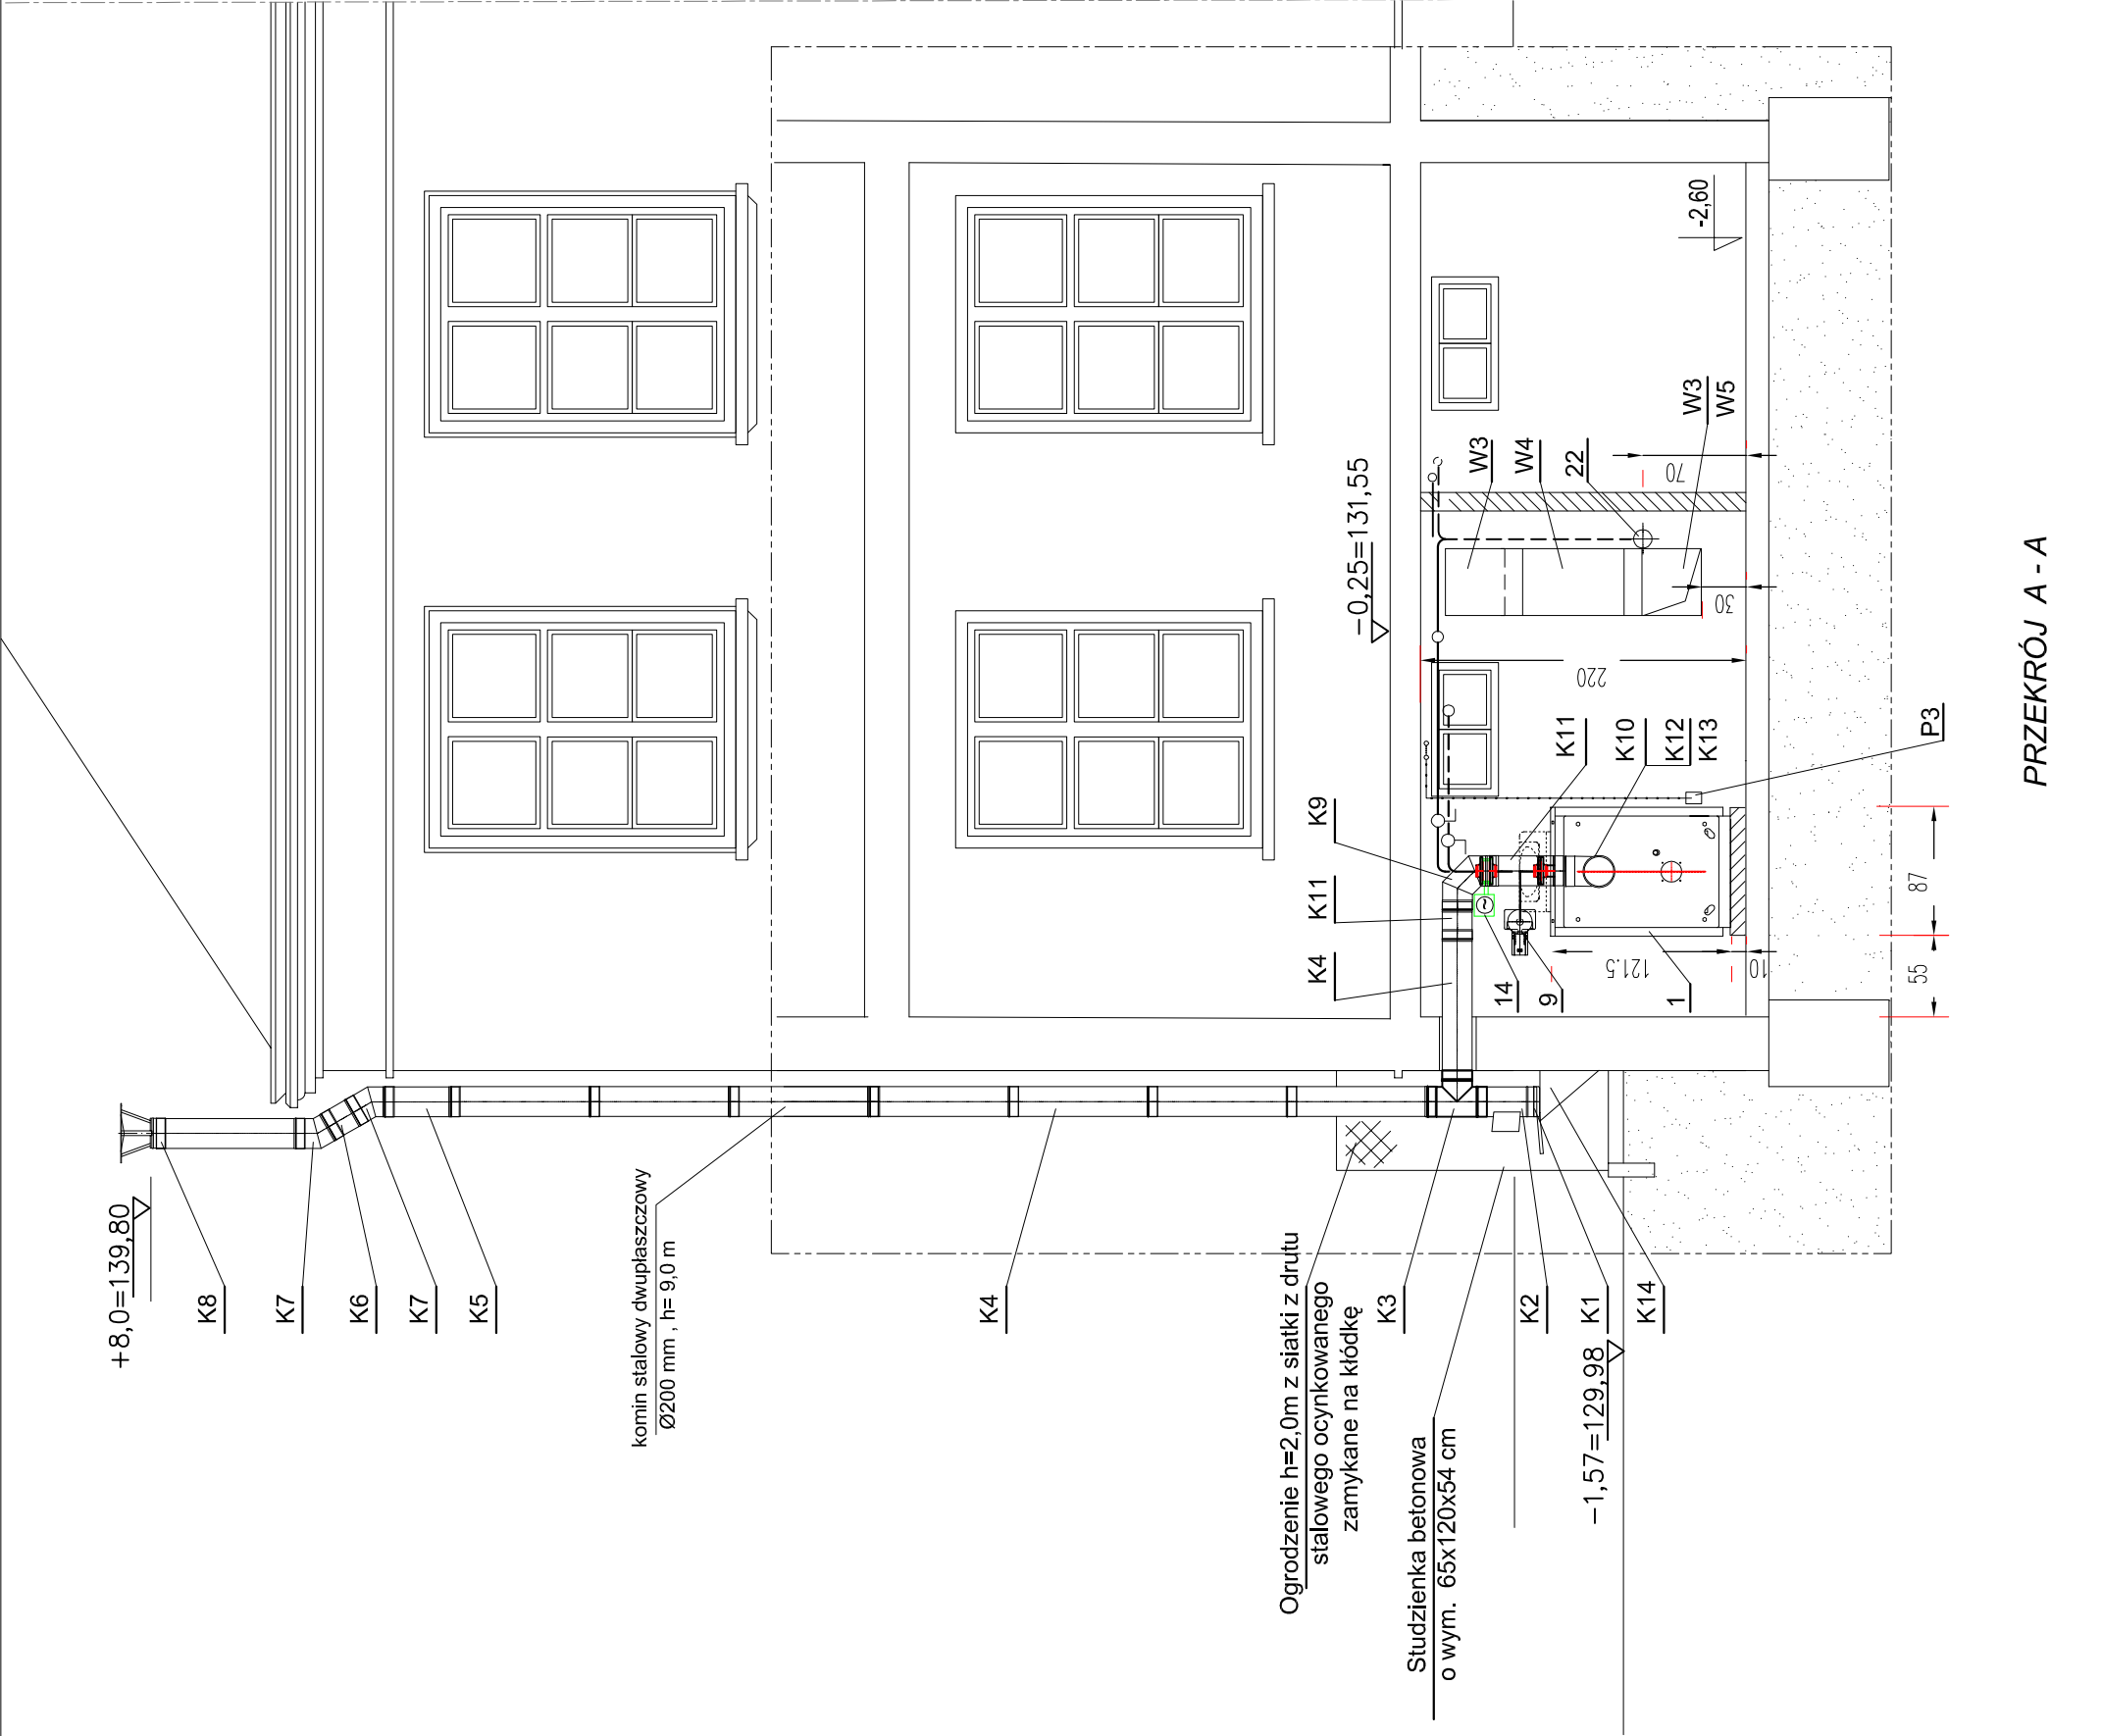 +8,0=139,80
K8
K7
K6
K7
K5
komin stalowy dwupłaszczowy
Ø200 mm , h= 9,0 m
K4
Ogrodzenie h=2,0m z siatki z drutu
stalowego ocynkowanego
zamykane na kłódkę
K3
Studzienka betonowa
o wym. 65x120x54 cm
K2
K1
K14
-1,57=129,98
K4
K11
K9
14
9
1
121.5
10
55
87
K11
K10
K12
K13
P3
220
-0,25=131,55
W3
W4
22
W3
W5
70
30
-2,60
PRZEKRÓJ A - A